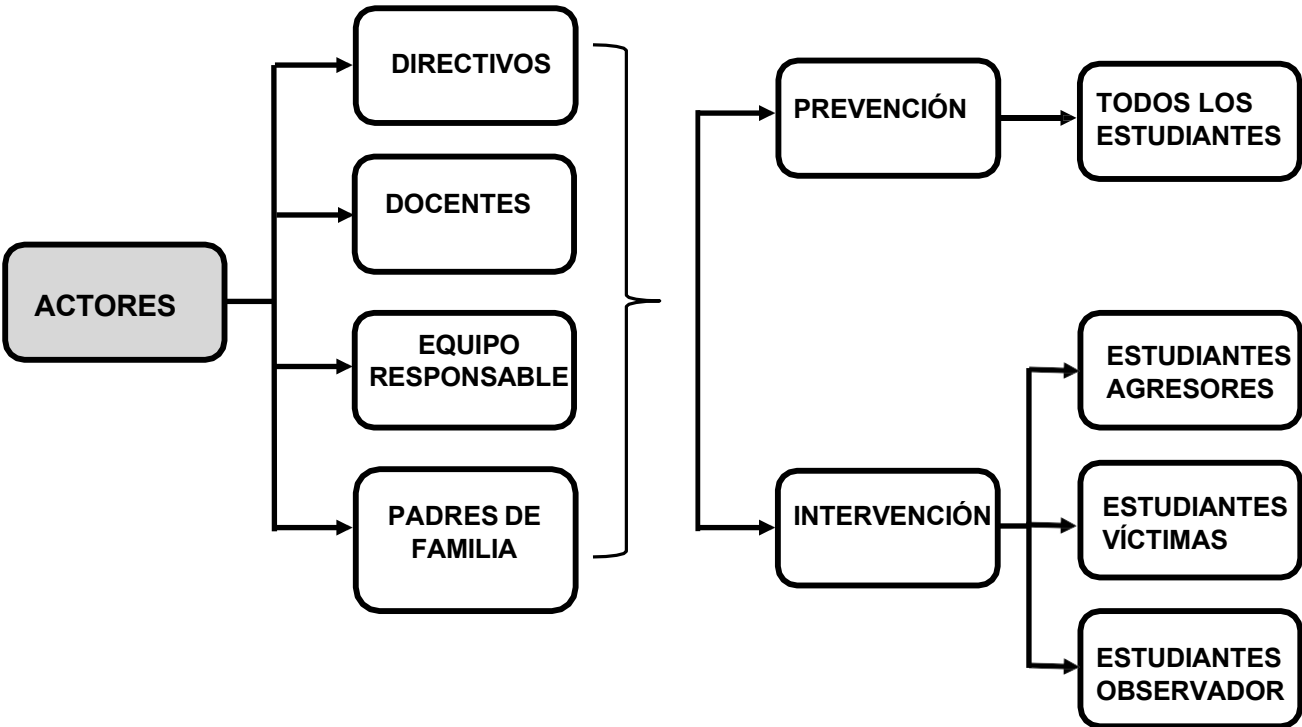 ACTORES
DIRECTIVOS
DOCENTES
EQUIPO
RESPONSABLE
PADRES DE
FAMILIA
PREVENCIÓN
TODOS LOS
ESTUDIANTES
INTERVENCIÓN
ESTUDIANTES
AGRESORES
ESTUDIANTES
VÍCTIMAS
ESTUDIANTES
OBSERVADOR